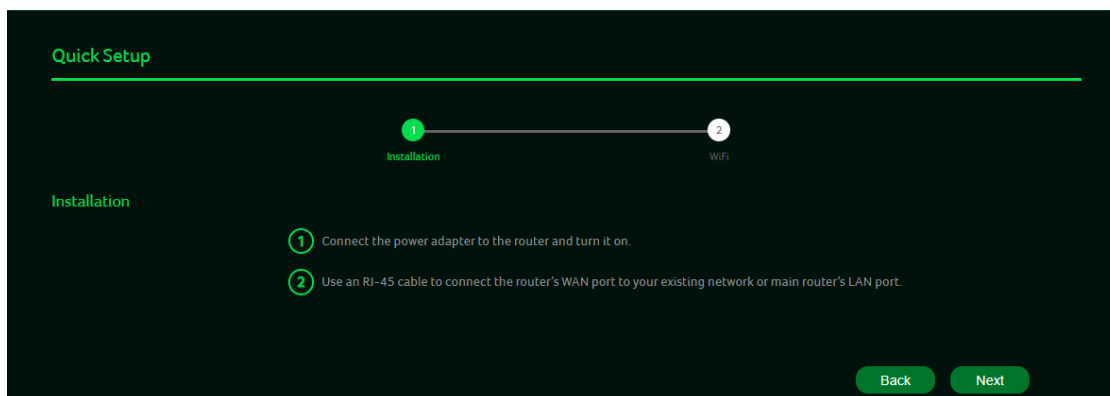 Quick Setup
1
2
Installation
WiFi
Installation
1 Connect the power adapter to the router and turn it on.
2 Use an RJ-45 cable to connect the router's WAN port to your existing network or main router's LAN port.
Back
Next